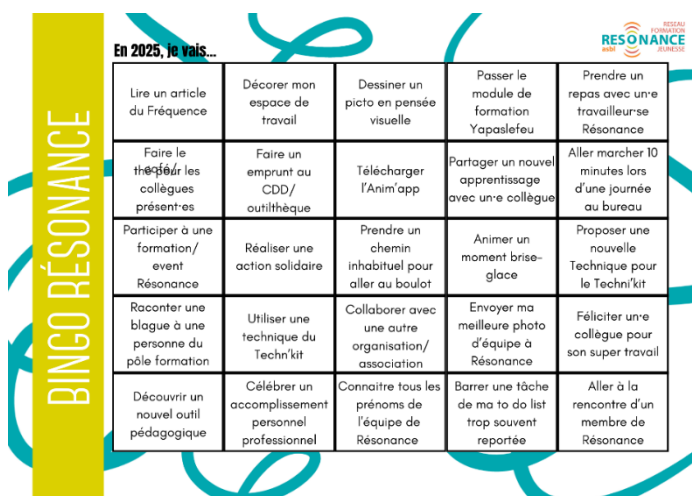 RESEAU
FORMATION
RESONANCE
asbl JEUNESSE
En 2025, je vais...
BINGO RÉSONANCE
Lire un article
du Fréquence
Décorer mon
espace de
travail
Dessiner un
picto en pensée
visuelle
Passer le
module de
formation
Yapaslefeu
Prendre un
repas avec un·e
travailleur·se
Résonance
Faire le
café/
thé pour les
collègues
présent·es
Faire un
emprunt au
CDD/
outilthèque
Télécharger
l'Anim'app
Partager un nouvel
apprentissage
avec un·e collègue
Aller marcher 10
minutes lors
d'une journée
au bureau
Participer à une
formation/
event
Résonance
Réaliser une
action solidaire
Prendre un
chemin
inhabituel pour
aller au boulot
Animer un
moment brise-
glace
Proposer une
nouvelle
Technique pour
le Techni'kit
Raconter une
blague à une
personne du
pôle formation
Utiliser une
technique du
Techn'kit
Collaborer avec
une autre
organisation/
association
Envoyer ma
meilleure photo
d'équipe à
Résonance
Féliciter un·e
collègue pour
son super travail
Découvrir un
nouvel outil
pédagogique
Célébrer un
accomplissement
personnel
professionnel
Connaitre tous les
prénoms de
l'équipe de
Résonance
Barrer une tâche
de ma to do list
trop souvent
reportée
Aller à la
rencontre d'un
membre de
Résonance